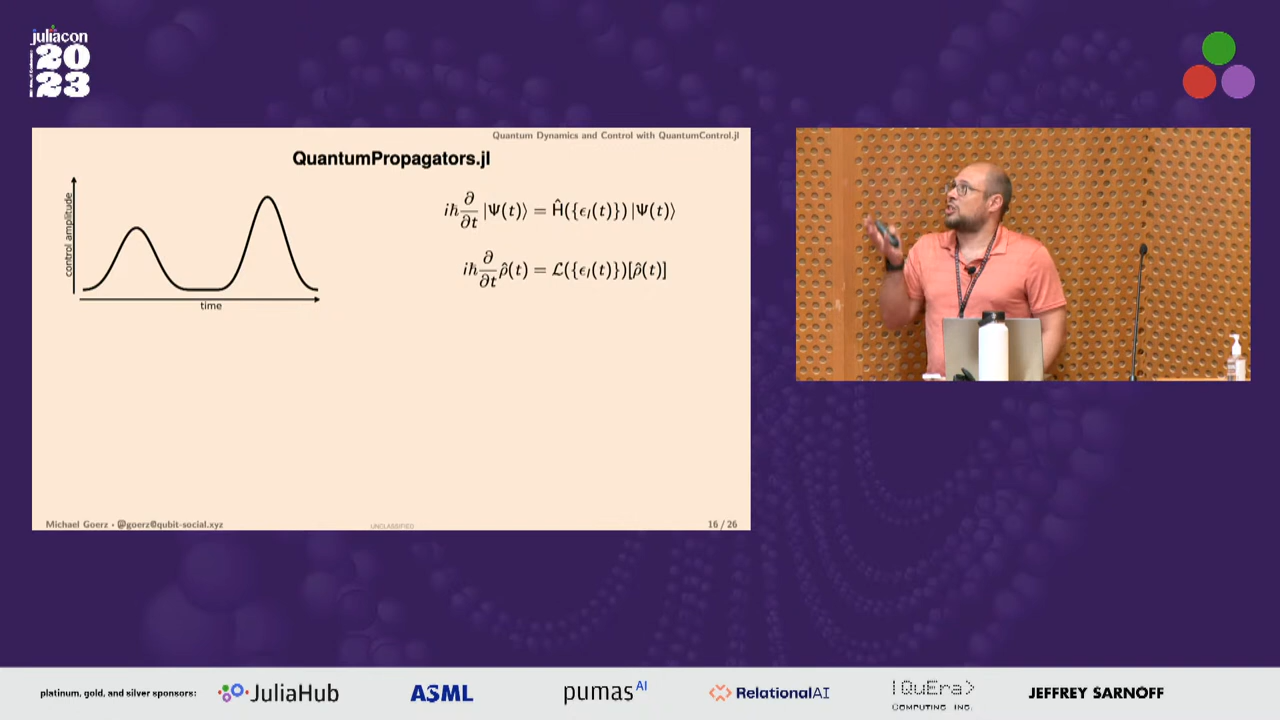 juliacon
20
23
Quantum Dynamics and Control with QuantumControl.jl
QuantumPropagators.jl
control amplitude
time
iħ ∂/∂t |Ψ(t)⟩ = Ĥ({ϵₗ(t)}) |Ψ(t)⟩
iħ ∂/∂t ρ̂(t) = ℒ({ϵₗ(t)})[ρ̂(t)]
Michael Goerz • @goerz@qubit-social.xyz
UNCLASSIFIED
16 / 26
platinum, gold, and silver sponsors:
JuliaHub
ASML
pumasAI
RelationalAI
|QuEra⟩
COMPUTING INC.
JEFFREY SARNOFF